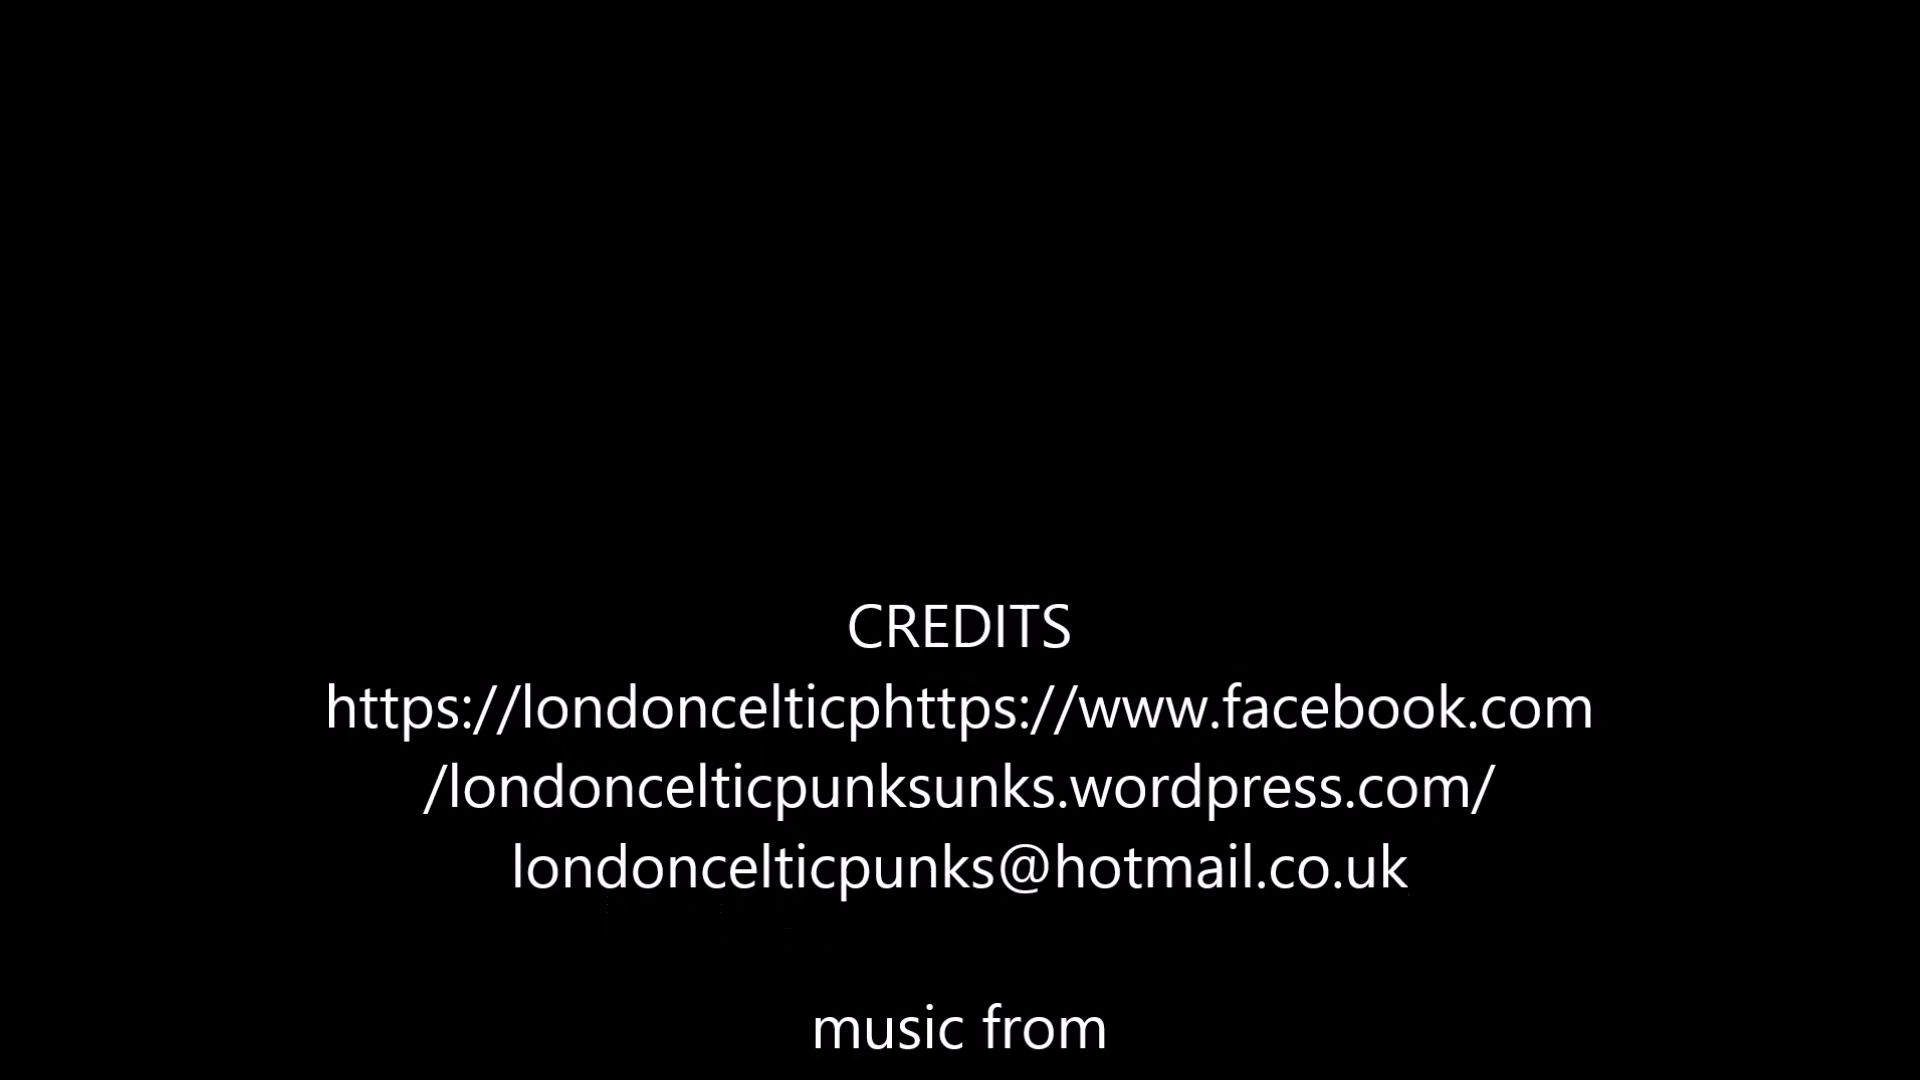 CREDITS
https://londoncelticphttps://www.facebook.com
/londoncelticpunksunks.wordpress.com/
londoncelticpunks@hotmail.co.uk
music from